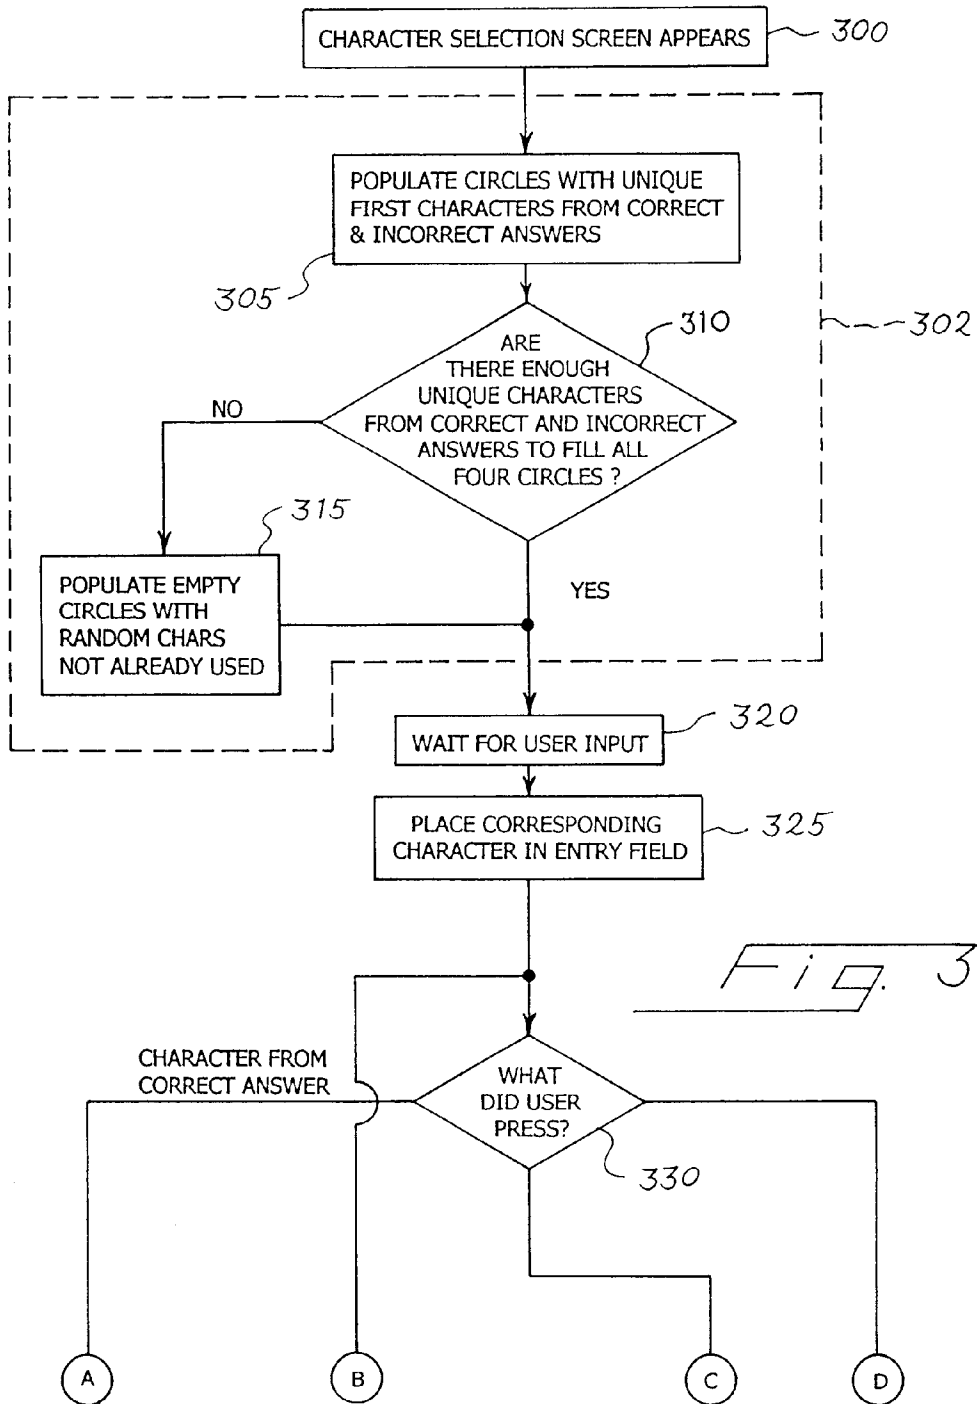 CHARACTER SELECTION SCREEN APPEARS
300
POPULATE CIRCLES WITH UNIQUE
FIRST CHARACTERS FROM CORRECT
& INCORRECT ANSWERS
305
302
310
ARE
THERE ENOUGH
UNIQUE CHARACTERS
FROM CORRECT AND INCORRECT
ANSWERS TO FILL ALL
FOUR CIRCLES ?
NO
315
POPULATE EMPTY
CIRCLES WITH
RANDOM CHARS
NOT ALREADY USED
YES
320
WAIT FOR USER INPUT
PLACE CORRESPONDING
CHARACTER IN ENTRY FIELD
325
Fig. 3
CHARACTER FROM
CORRECT ANSWER
WHAT
DID USER
PRESS?
330
A
B
C
D